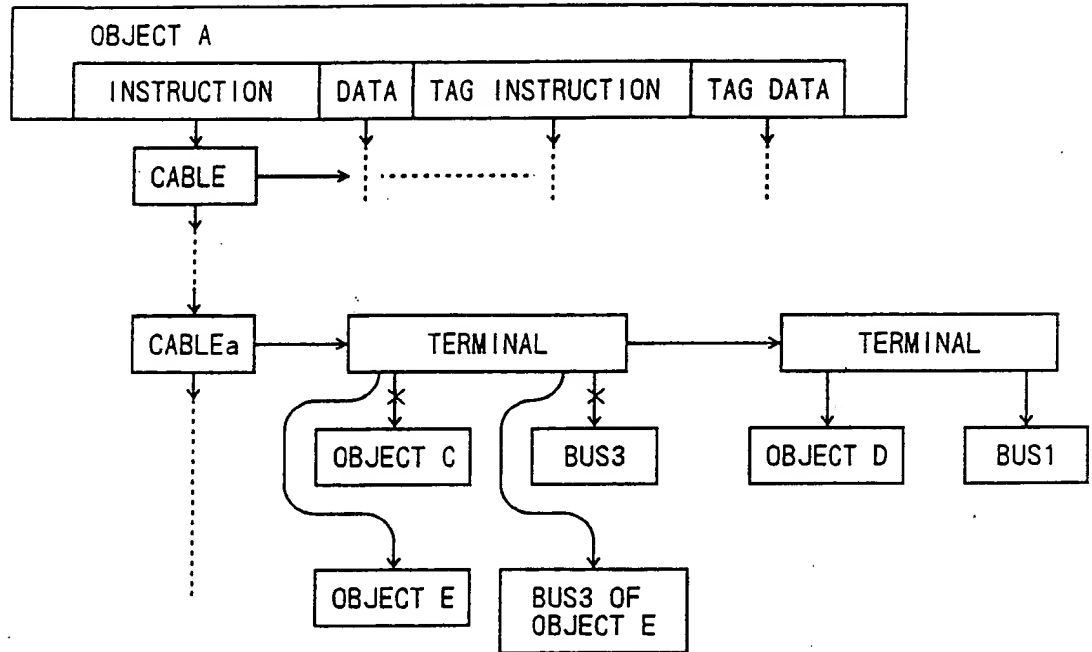 OBJECT A
INSTRUCTION DATA TAG INSTRUCTION TAG DATA
CABLE
CABLEa TERMINAL TERMINAL
OBJECT C BUS3 OBJECT D BUS1
OBJECT E BUS3 OF
OBJECT E